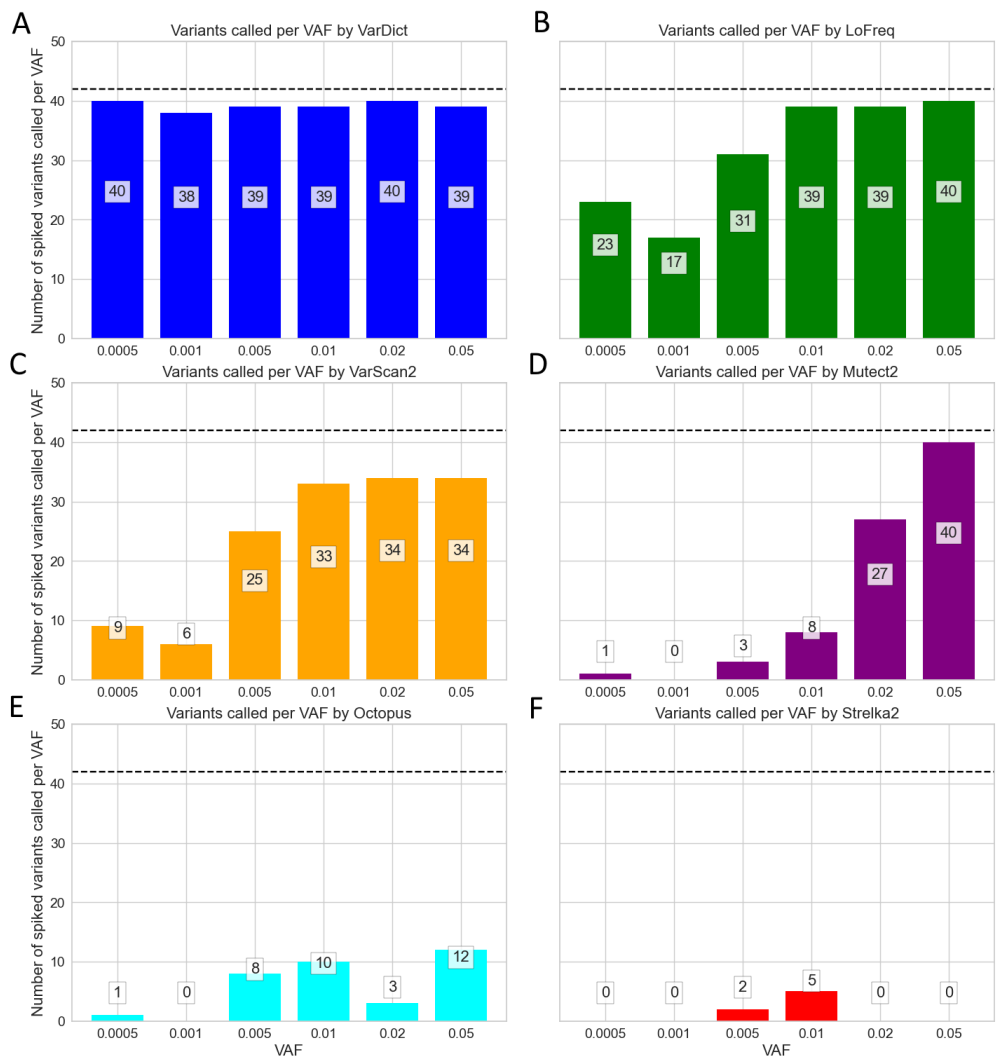 A
Variants called per VAF by VarDict
Number of spiked variants called per VAF
50
40
30
20
10
0
40
38
39
39
40
39
0.0005 0.001 0.005 0.01 0.02 0.05
B
Variants called per VAF by LoFreq
23
17
31
39
39
40
0.0005 0.001 0.005 0.01 0.02 0.05
C
Variants called per VAF by VarScan2
Number of spiked variants called per VAF
50
40
30
20
10
0
9
6
25
33
34
34
0.0005 0.001 0.005 0.01 0.02 0.05
D
Variants called per VAF by Mutect2
1
0
3
8
27
40
0.0005 0.001 0.005 0.01 0.02 0.05
E
Variants called per VAF by Octopus
Number of spiked variants called per VAF
50
40
30
20
10
0
1
0
8
10
3
12
0.0005 0.001 0.005 0.01 0.02 0.05
VAF
F
Variants called per VAF by Strelka2
0
0
2
5
0
0
0.0005 0.001 0.005 0.01 0.02 0.05
VAF